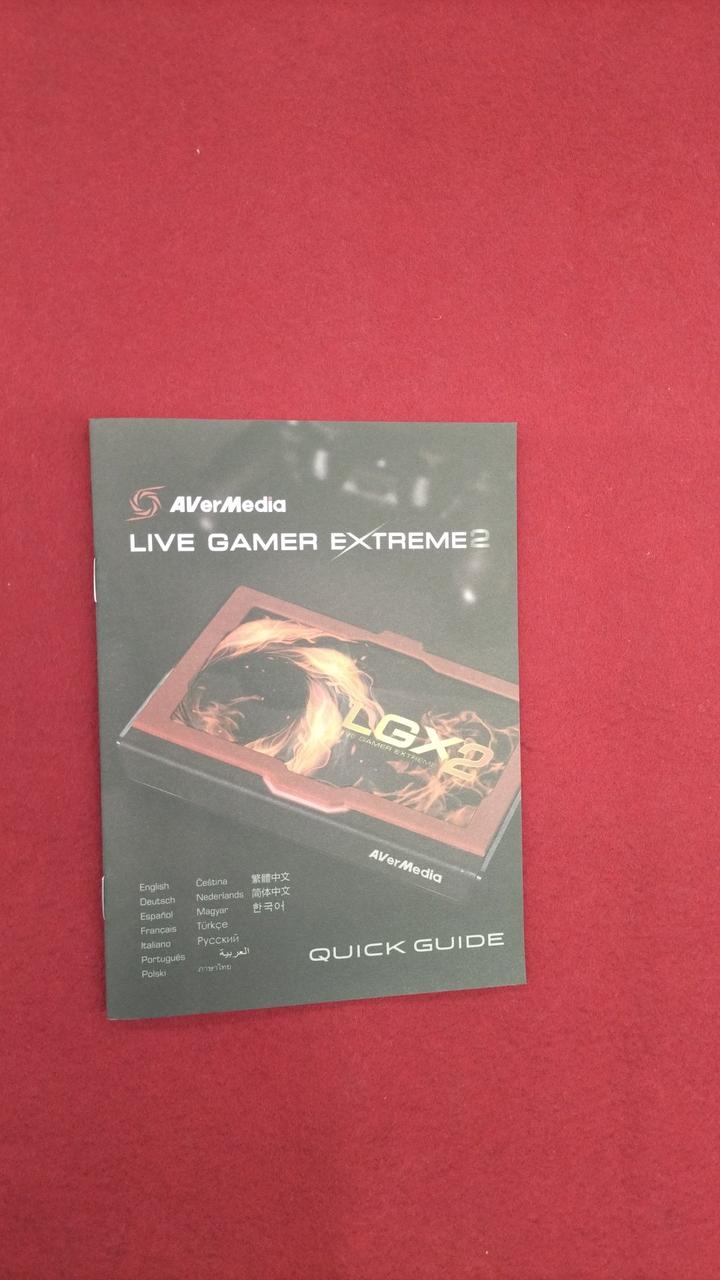 AVerMedia
LIVE GAMER EXTREME2
LGX2
LIVE GAMER EXTREME
AVerMedia
English
Deutsch
Español
Français
Italiano
Português
Polski
Čeština
Nederlands
Magyar
Türkçe
Русский
العربية
ภาษาไทย
繁體中文
简体中文
한국어
QUICK GUIDE